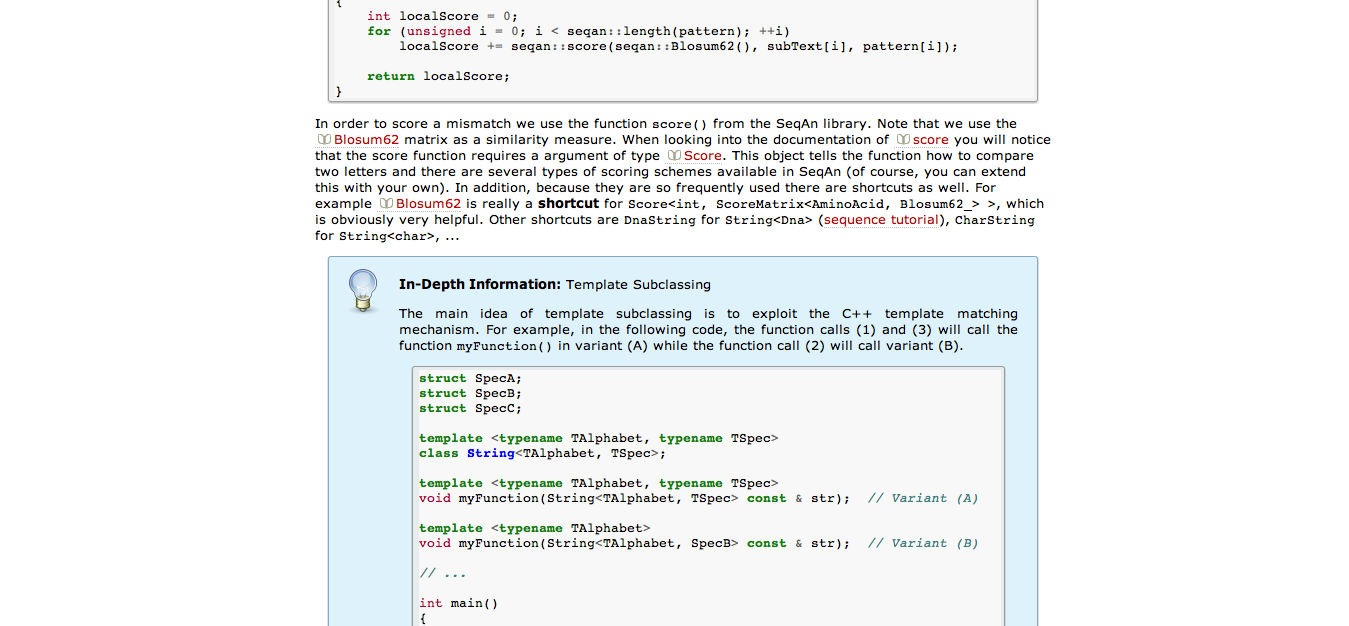 {
    int localScore = 0;
    for (unsigned i = 0; i < seqan::length(pattern); ++i)
        localScore += seqan::score(seqan::Blosum62(), subText[i], pattern[i]);
    return localScore;
}
In order to score a mismatch we use the function score() from the SeqAn library. Note that we use the
Blosum62 matrix as a similarity measure. When looking into the documentation of score you will notice
that the score function requires a argument of type Score. This object tells the function how to compare
two letters and there are several types of scoring schemes available in SeqAn (of course, you can extend
this with your own). In addition, because they are so frequently used there are shortcuts as well. For
example Blosum62 is really a shortcut for Score<int, ScoreMatrix<AminoAcid, Blosum62_> >, which
is obviously very helpful. Other shortcuts are DnaString for String<Dna> (sequence tutorial), CharString
for String<char>, ...
In-Depth Information: Template Subclassing
The main idea of template subclassing is to exploit the C++ template matching
mechanism. For example, in the following code, the function calls (1) and (3) will call the
function myFunction() in variant (A) while the function call (2) will call variant (B).
struct SpecA;
struct SpecB;
struct SpecC;
template <typename TAlphabet, typename TSpec>
class String<TAlphabet, TSpec>;
template <typename TAlphabet, typename TSpec>
void myFunction(String<TAlphabet, TSpec> const & str);  // Variant (A)
template <typename TAlphabet>
void myFunction(String<TAlphabet, SpecB> const & str);  // Variant (B)
// ...
int main()
{